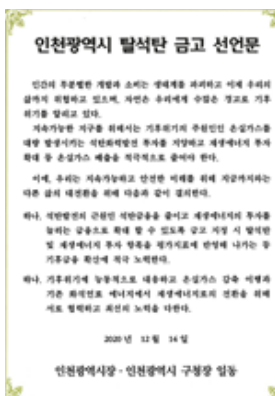 인천광역시 탈석탄 금고 선언문
인간의 무분별한 개발과 소비는 생태계를 파괴하고 이제 우리의
삶까지 위협하고 있으며, 자연은 우리에게 수많은 경고로 기후
위기를 알리고 있다.
지속가능한 지구를 위해서는 기후위기의 주원인인 온실가스를
대량 발생시키는 석탄화력발전 투자를 지양하고 재생에너지 투자
확대 등 온실가스 배출을 적극적으로 줄여야 한다.
이에, 우리는 지속가능하고 안전한 미래를 위해 지금까지와는
다른 삶의 대전환을 위해 다음과 같이 결의한다.
하나. 석탄발전의 근원인 석탄금융을 줄이고 재생에너지의 투자를
늘리는 금융으로 확대 할 수 있도록 금고 지정 시 탈석탄
및 재생에너지 투자 항목을 평가지표에 반영해 나가는 등
기후금융 확산에 적극 노력한다.
하나. 기후위기에 능동적으로 대응하고 온실가스 감축 이행과
기존 화석연료 에너지에서 재생에너지로의 전환을 위해
서로 협력하고 최선의 노력을 다한다.
2020년 12월 14일
인천광역시장 · 인천광역시 구청장 일동